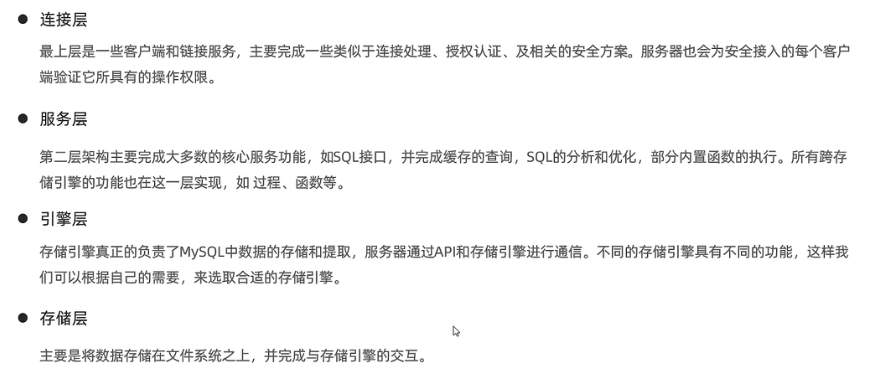 ● 连接层
最上层是一些客户端和链接服务，主要完成一些类似于连接处理、授权认证、及相关的安全方案。服务器也会为安全接入的每个客户
端验证它所具有的操作权限。
● 服务层
第二层架构主要完成大多数的核心服务功能，如SQL接口，并完成缓存的查询，SQL的分析和优化，部分内置函数的执行。所有跨存
储引擎的功能也在这一层实现，如 过程、函数等。
● 引擎层
存储引擎真正的负责了MySQL中数据的存储和提取，服务器通过API和存储引擎进行通信。不同的存储引擎具有不同的功能，这样我
们可以根据自己的需要，来选取合适的存储引擎。
● 存储层
主要是将数据存储在文件系统之上，并完成与存储引擎的交互。